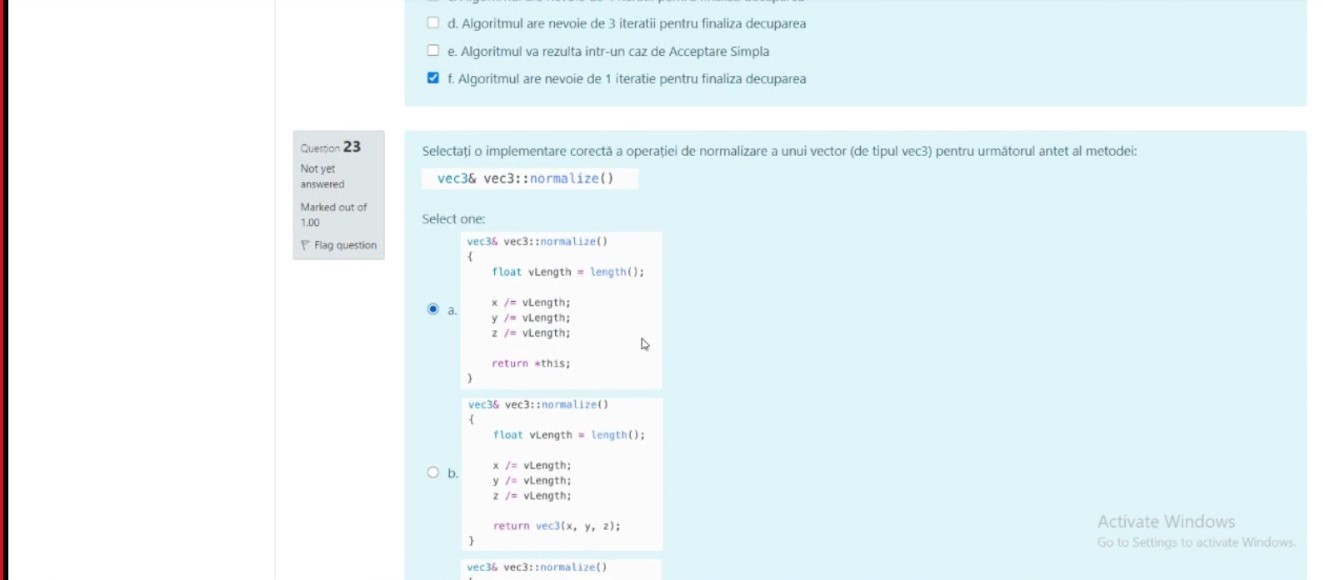 d. Algoritmul are nevoie de 3 iteratii pentru finaliza decuparea
e. Algoritmul va rezulta intr-un caz de Acceptare Simpla
f. Algoritmul are nevoie de 1 iteratie pentru finaliza decuparea
Question 23
Not yet
answered
Marked out of
1.00
Flag question
Selectați o implementare corectă a operației de normalizare a unui vector (de tipul vec3) pentru următorul antet al metodei:
vec3& vec3::normalize()
Select one:
a.
vec3& vec3::normalize()
{
float vLength = length();
x /= vLength;
y /= vLength;
z /= vLength;
return *this;
}
b.
vec3& vec3::normalize()
{
float vLength = length();
x /= vLength;
y /= vLength;
z /= vLength;
return vec3(x, y, z);
}
vec3& vec3::normalize()
Activate Windows
Go to Settings to activate Windows.